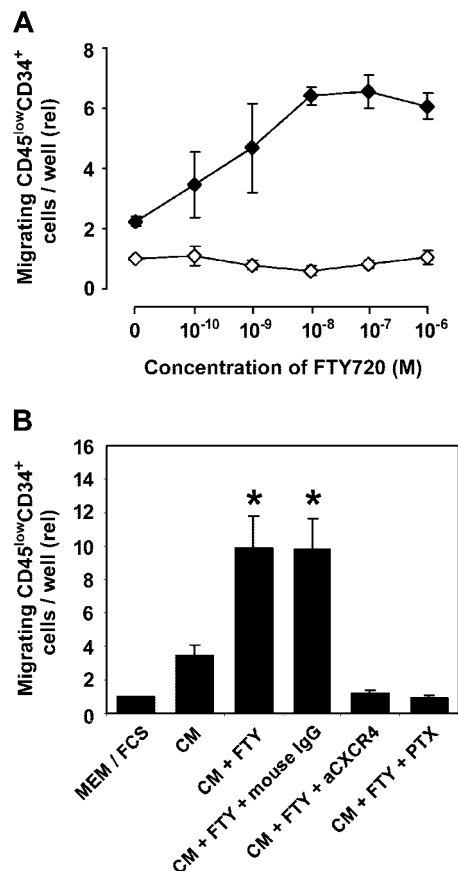 A
Migrating CD45lowCD34+
cells / well (rel)
8
6
4
2
0
0
10-10
10-9
10-8
10-7
10-6
Concentration of FTY720 (M)
B
Migrating CD45lowCD34+
cells / well (rel)
16
14
12
10
8
6
4
2
0
*
*
MEM / FCS
CM
CM + FTY
CM + FTY + mouse IgG
CM + FTY + aCXCR4
CM + FTY + PTX